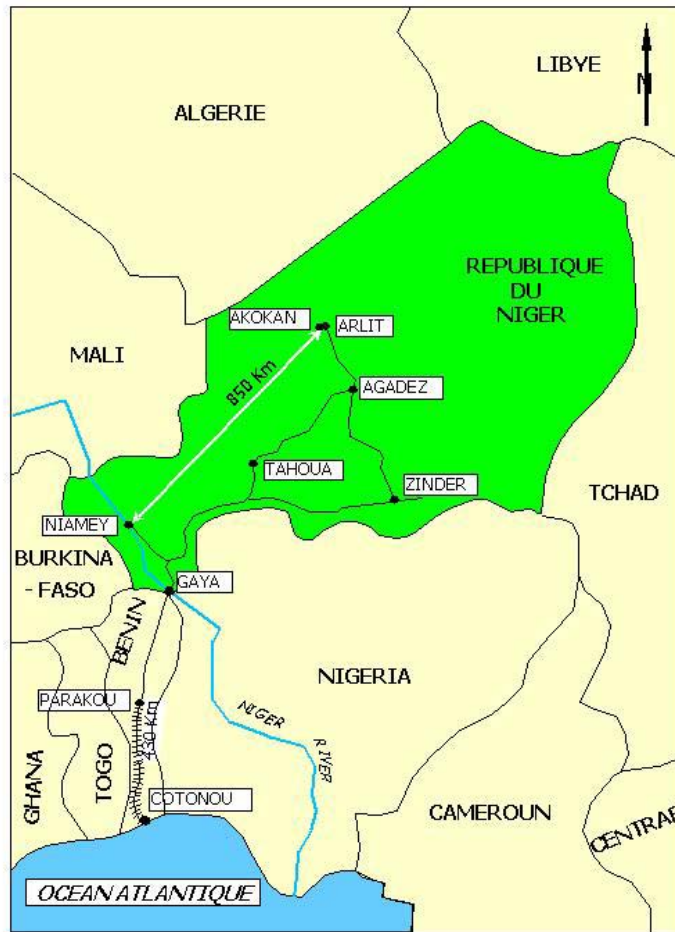 LIBYE
N
ALGERIE
REPUBLIQUE
DU
NIGER
AKOKAN
ARLIT
MALI
850 Km
AGADEZ
TAHOUA
ZINDER
TCHAD
NIAMEY
BURKINA
- FASO
GAYA
BENIN
NIGERIA
PARAKOU
NIGER
RIVER
430 Km
GHANA
TOGO
COTONOU
CAMEROUN
CENTRAF
OCEAN ATLANTIQUE